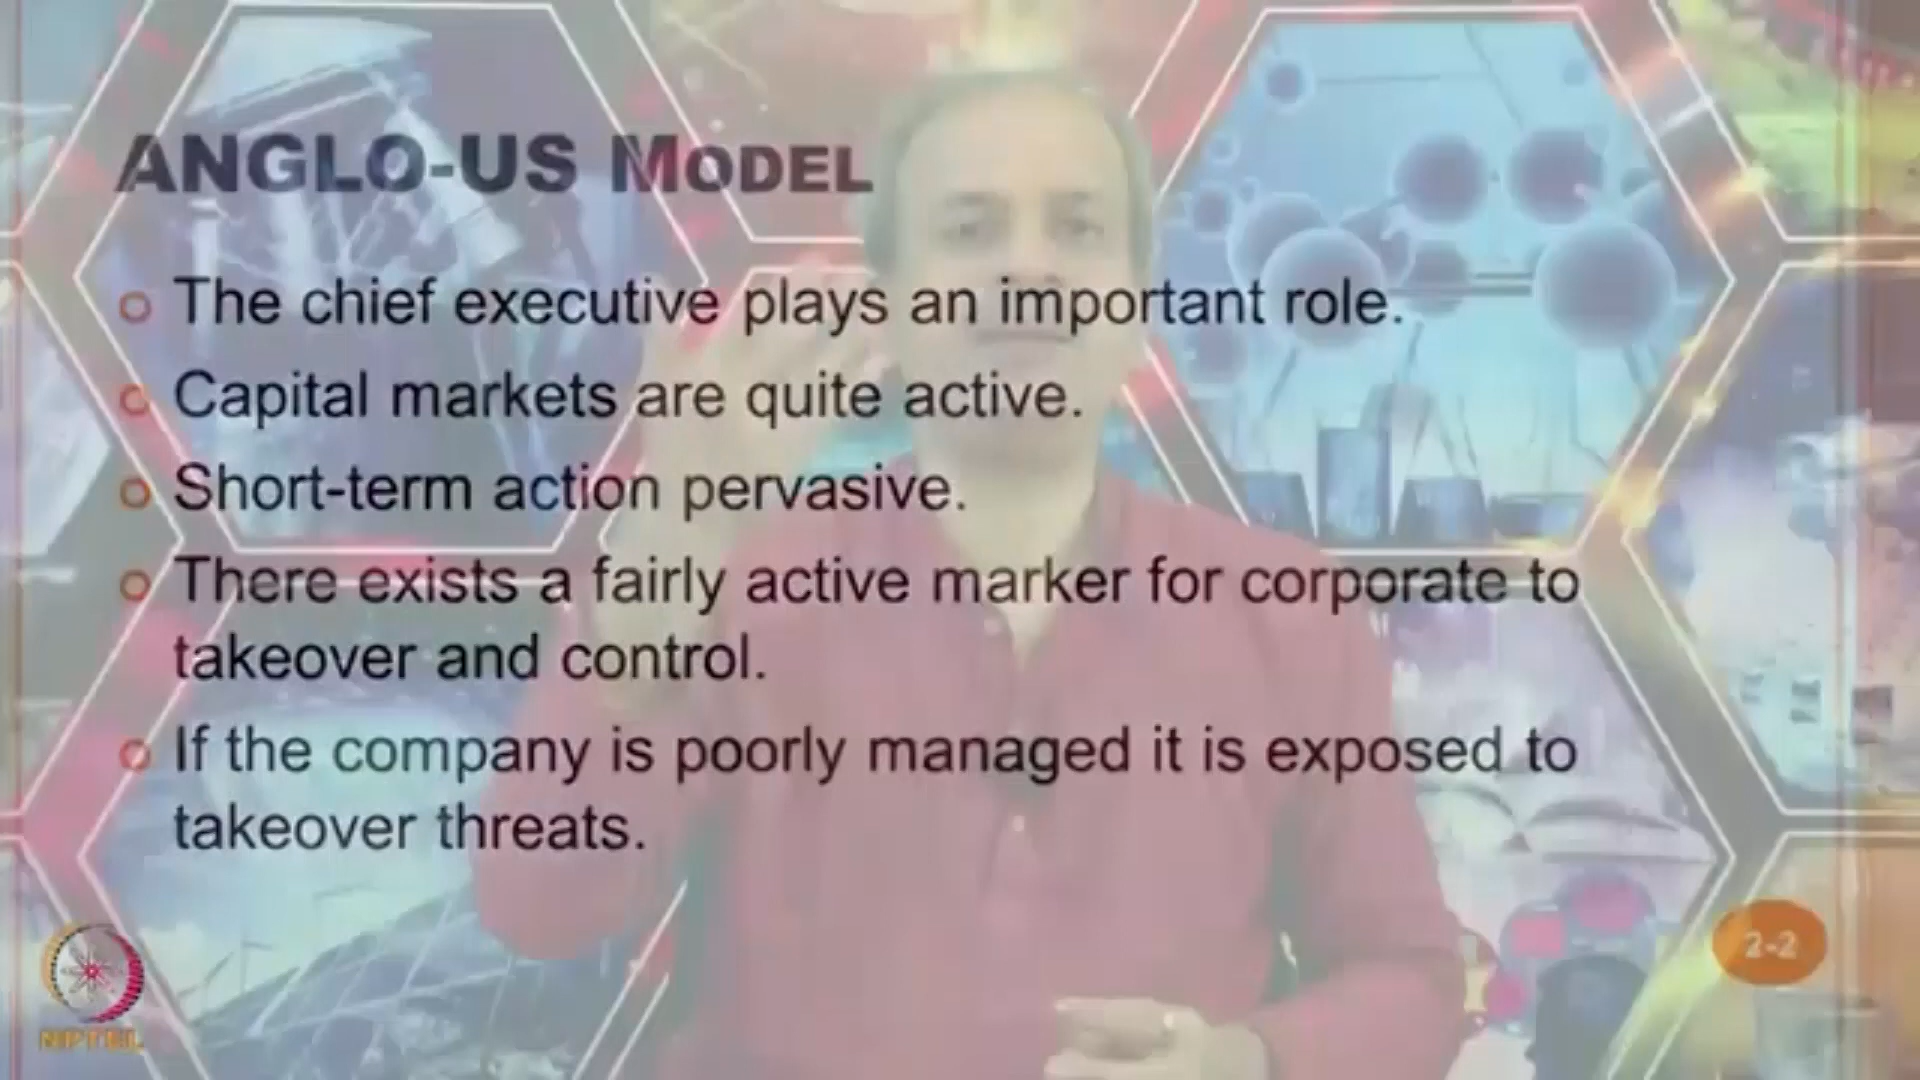 ANGLO-US MODEL
The chief executive plays an important role.
Capital markets are quite active.
Short-term action pervasive.
There exists a fairly active marker for corporate to
takeover and control.
If the company is poorly managed it is exposed to
takeover threats.
2-2
NPTEL